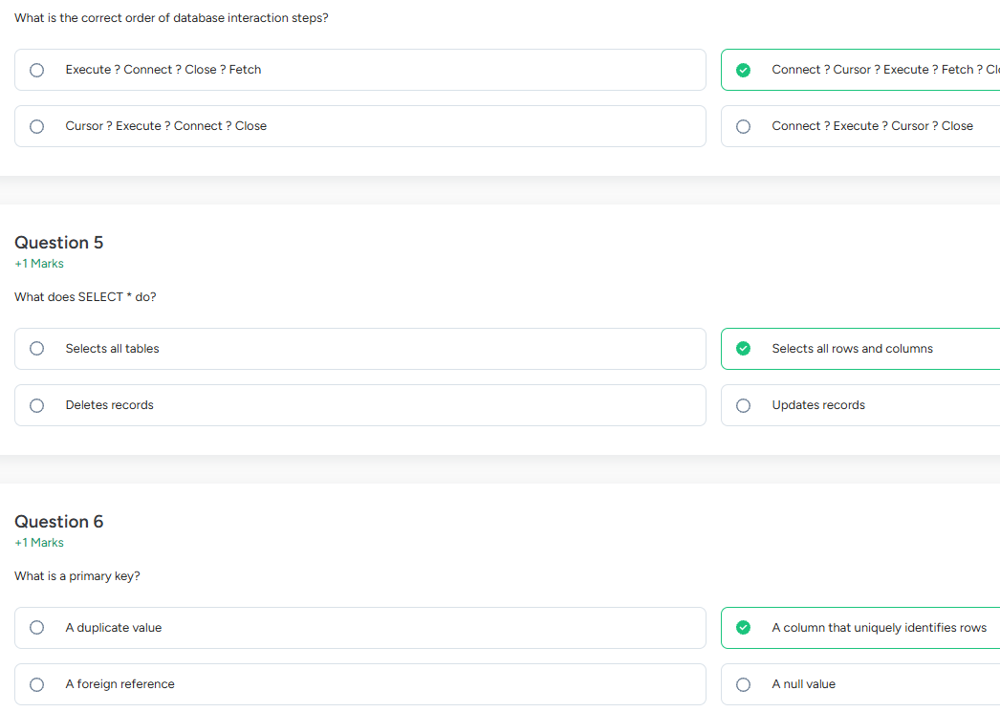 What is the correct order of database interaction steps?
Execute ? Connect ? Close ? Fetch
Connect ? Cursor ? Execute ? Fetch ?
Cursor ? Execute ? Connect ? Close
Connect ? Execute ? Cursor ? Close
Question 5
+1 Marks
What does SELECT * do?
Selects all tables
Selects all rows and columns
Deletes records
Updates records
Question 6
+1 Marks
What is a primary key?
A duplicate value
A column that uniquely identifies rows
A foreign reference
A null value